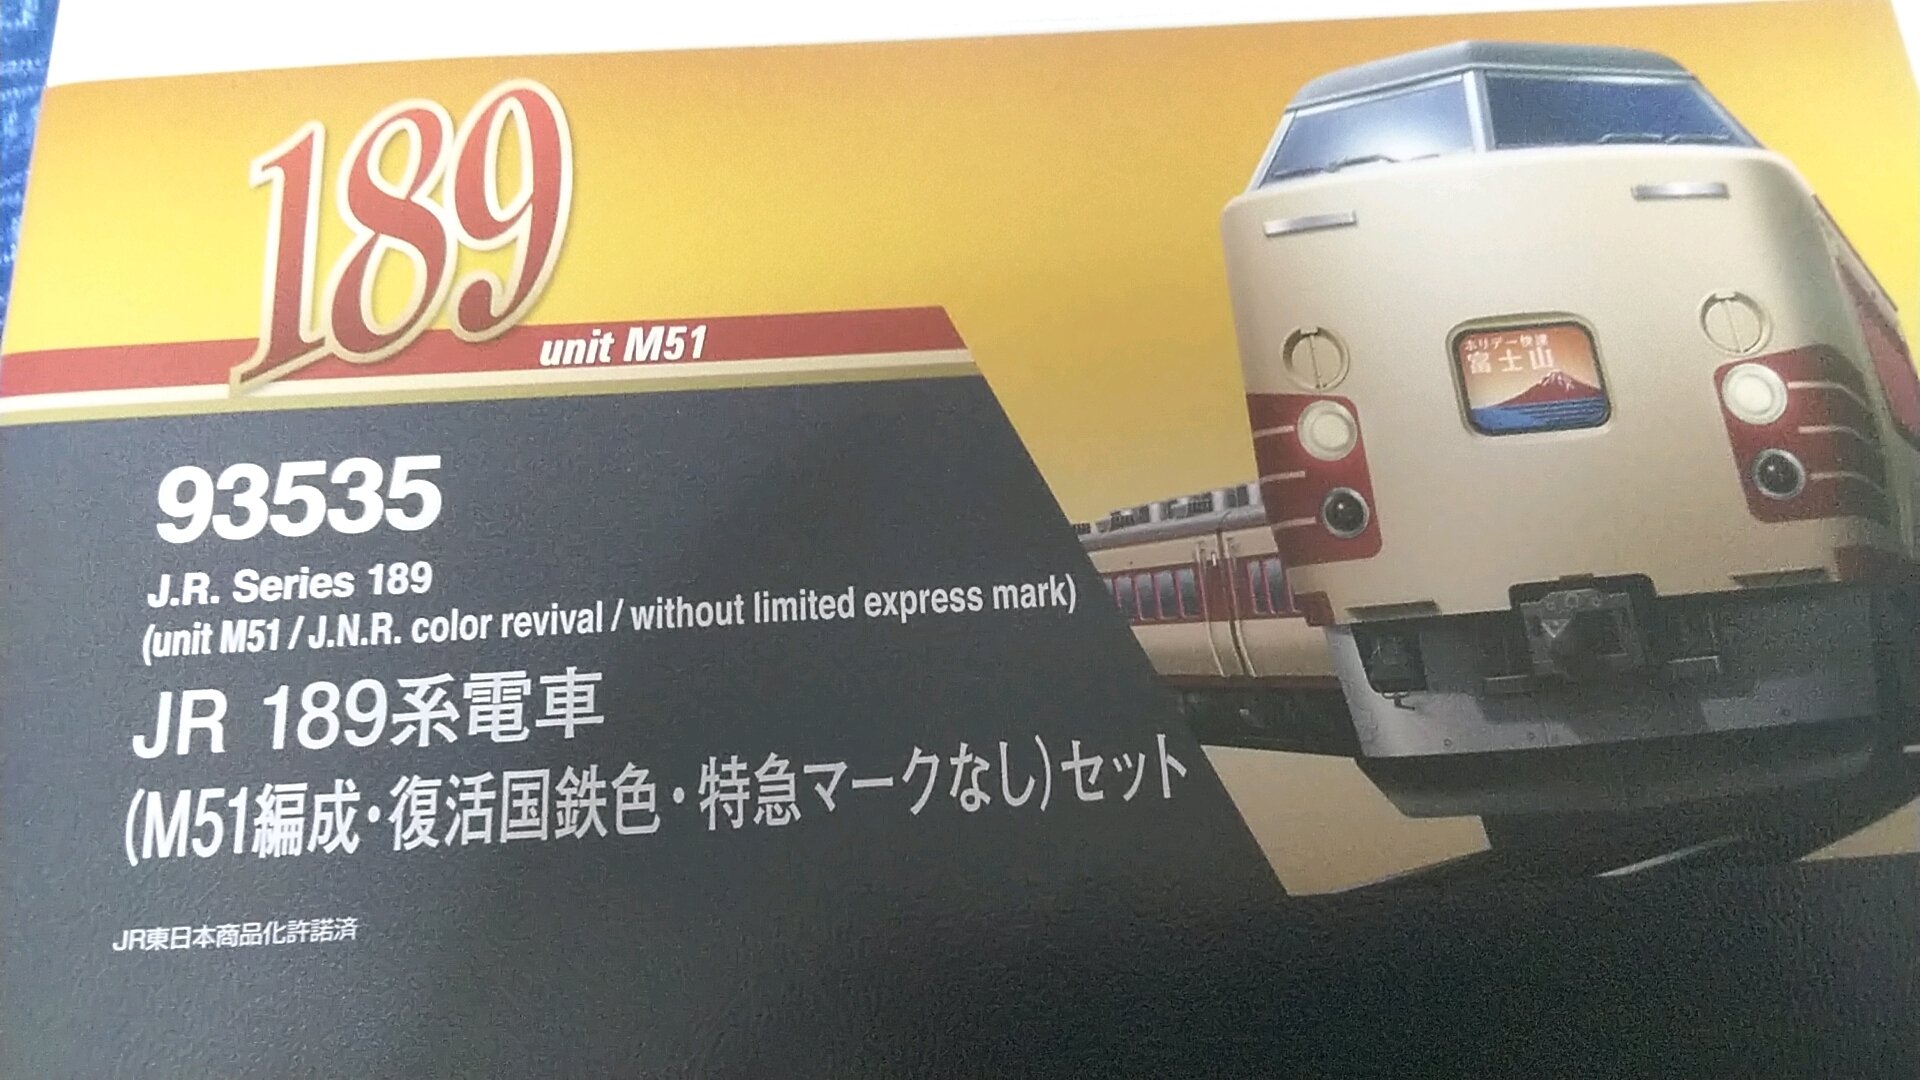 189
unit M51
ホリデー快速
富士山
93535
J.R. Series 189
(unit M51 / J.N.R. color revival / without limited express mark)
JR 189系電車
(M51編成・復活国鉄色・特急マークなし)セット
JR東日本商品化許諾済